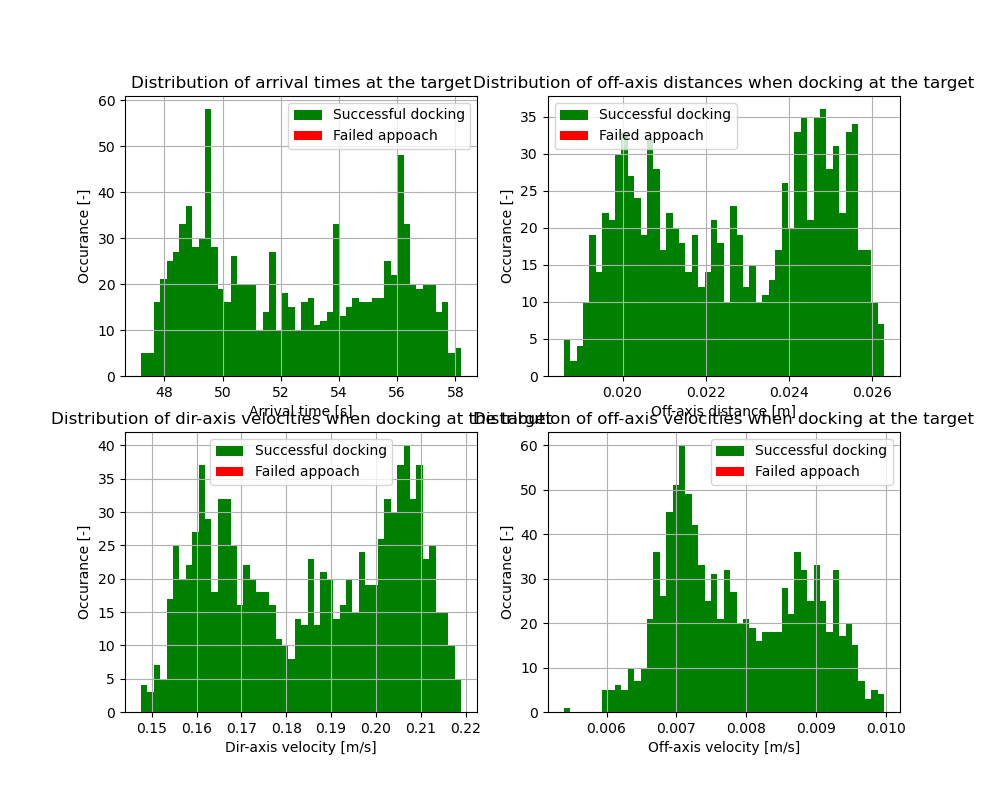 Distribution of arrival times at the target
60
50
40
30
20
10
0
Occurance [-]
Successful docking
Failed appoach
48 50 52 54 56 58
Arrival time [s]
Distribution of off-axis distances when docking at the target
35
30
25
20
15
10
5
0
Occurance [-]
Successful docking
Failed appoach
0.020 0.022 0.024 0.026
Off-axis distance [m]
Distribution of dir-axis velocities when docking at the target
40
35
30
25
20
15
10
5
0
Occurance [-]
Successful docking
Failed appoach
0.15 0.16 0.17 0.18 0.19 0.20 0.21 0.22
Dir-axis velocity [m/s]
Distribution of off-axis velocities when docking at the target
60
50
40
30
20
10
0
Occurance [-]
Successful docking
Failed appoach
0.006 0.007 0.008 0.009 0.010
Off-axis velocity [m/s]